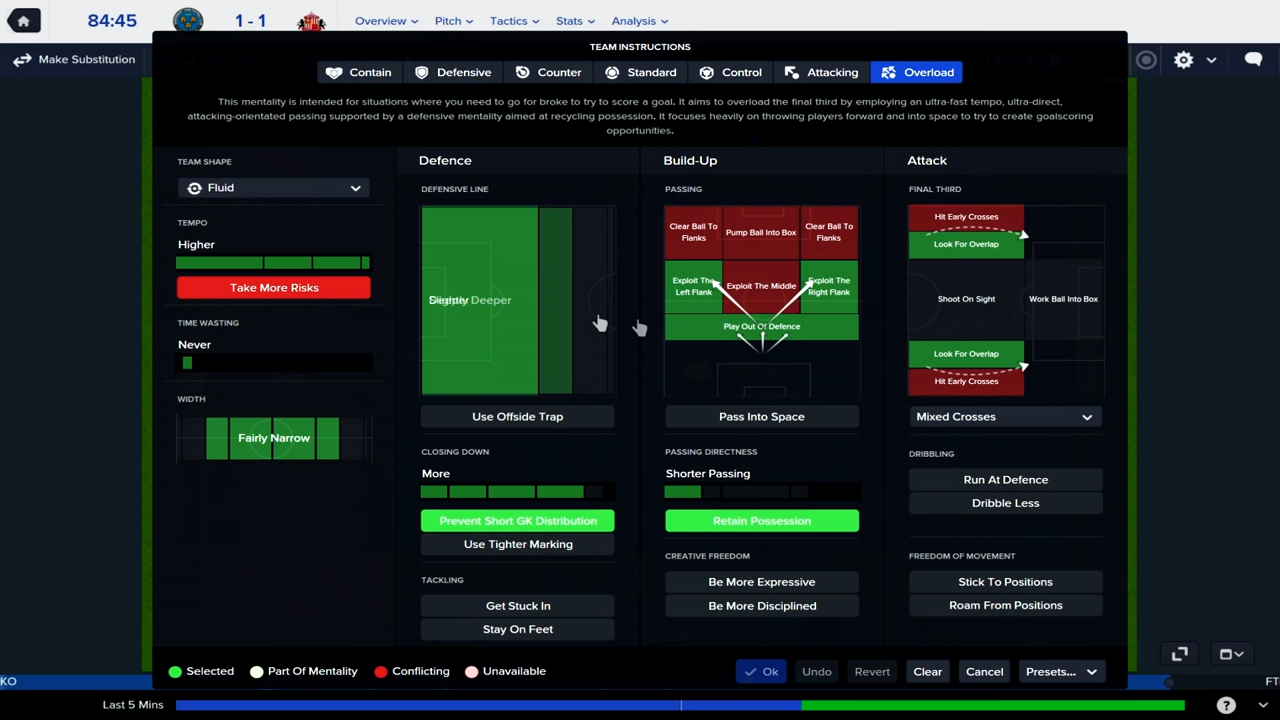 84:45
1 - 1
Overview
Pitch
Tactics
Stats
Analysis
Make Substitution
TEAM INSTRUCTIONS
Contain
Defensive
Counter
Standard
Control
Attacking
Overload
This mentality is intended for situations where you need to go for broke to try to score a goal. It aims to overload the final third by employing an ultra-fast tempo, ultra-direct,
attacking-orientated passing supported by a defensive mentality aimed at recycling possession. It focuses heavily on throwing players forward and into space to try to create goalscoring
opportunities.
TEAM SHAPE
Fluid
TEMPO
Higher
Take More Risks
TIME WASTING
Never
WIDTH
Fairly Narrow
Defence
DEFENSIVE LINE
Deeper
Use Offside Trap
CLOSING DOWN
More
Prevent Short GK Distribution
Use Tighter Marking
TACKLING
Get Stuck In
Stay On Feet
Build-Up
PASSING
Clear Ball To
Flanks
Pump Ball Into Box
Clear Ball To
Flanks
Exploit The
Left Flank
Exploit The Middle
Exploit The
Right Flank
Play Out Of Defence
Pass Into Space
PASSING DIRECTNESS
Shorter Passing
Retain Possession
CREATIVE FREEDOM
Be More Expressive
Be More Disciplined
Attack
FINAL THIRD
Hit Early Crosses
Look For Overlap
Shoot On Sight
Work Ball Into Box
Look For Overlap
Hit Early Crosses
Mixed Crosses
DRIBBLING
Run At Defence
Dribble Less
FREEDOM OF MOVEMENT
Stick To Positions
Roam From Positions
Selected
Part Of Mentality
Conflicting
Unavailable
Ok
Undo
Revert
Clear
Cancel
Presets...
KO
FT
Last 5 Mins
?